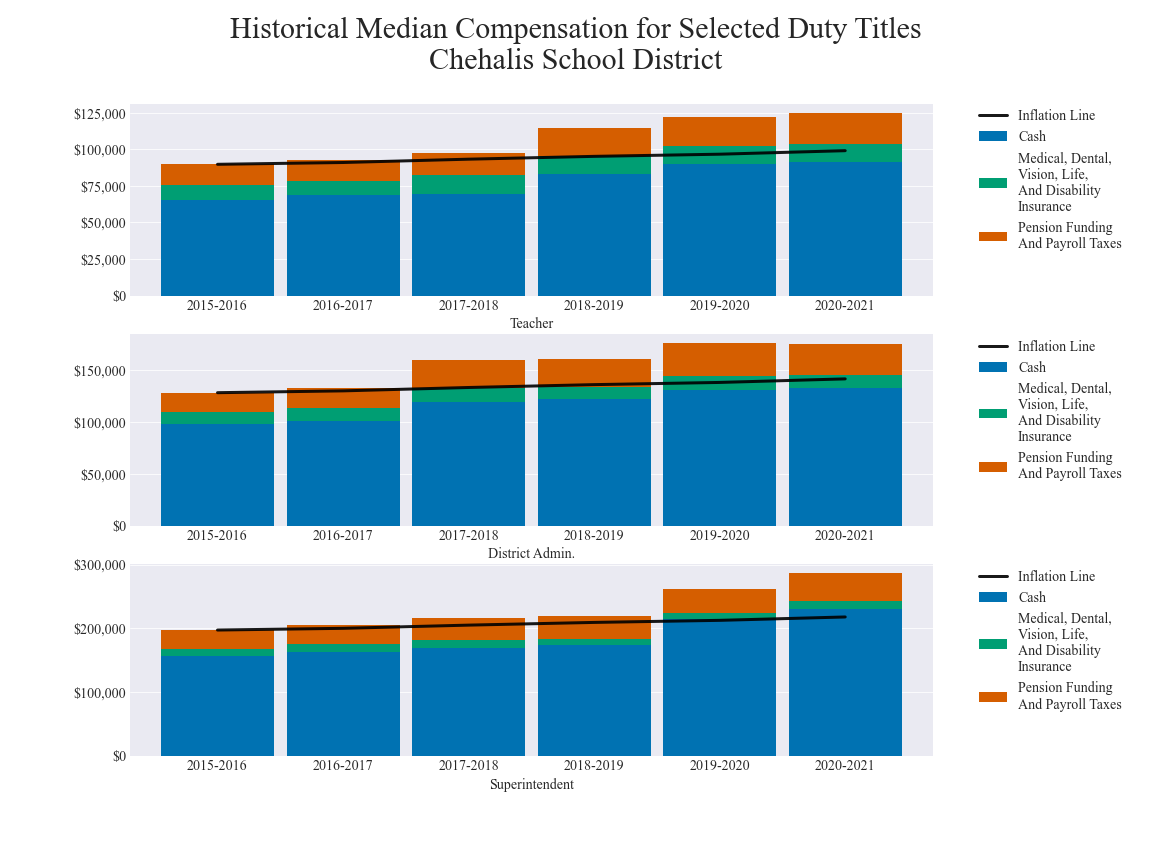 Historical Median Compensation for Selected Duty Titles
Chehalis School District
$125,000
$100,000
$75,000
$50,000
$25,000
$0
2015-2016
2016-2017
2017-2018
2018-2019
2019-2020
2020-2021
Teacher
Inflation Line
Cash
Medical, Dental,
Vision, Life,
And Disability
Insurance
Pension Funding
And Payroll Taxes
$150,000
$100,000
$50,000
$0
2015-2016
2016-2017
2017-2018
2018-2019
2019-2020
2020-2021
District Admin.
Inflation Line
Cash
Medical, Dental,
Vision, Life,
And Disability
Insurance
Pension Funding
And Payroll Taxes
$300,000
$200,000
$100,000
$0
2015-2016
2016-2017
2017-2018
2018-2019
2019-2020
2020-2021
Superintendent
Inflation Line
Cash
Medical, Dental,
Vision, Life,
And Disability
Insurance
Pension Funding
And Payroll Taxes